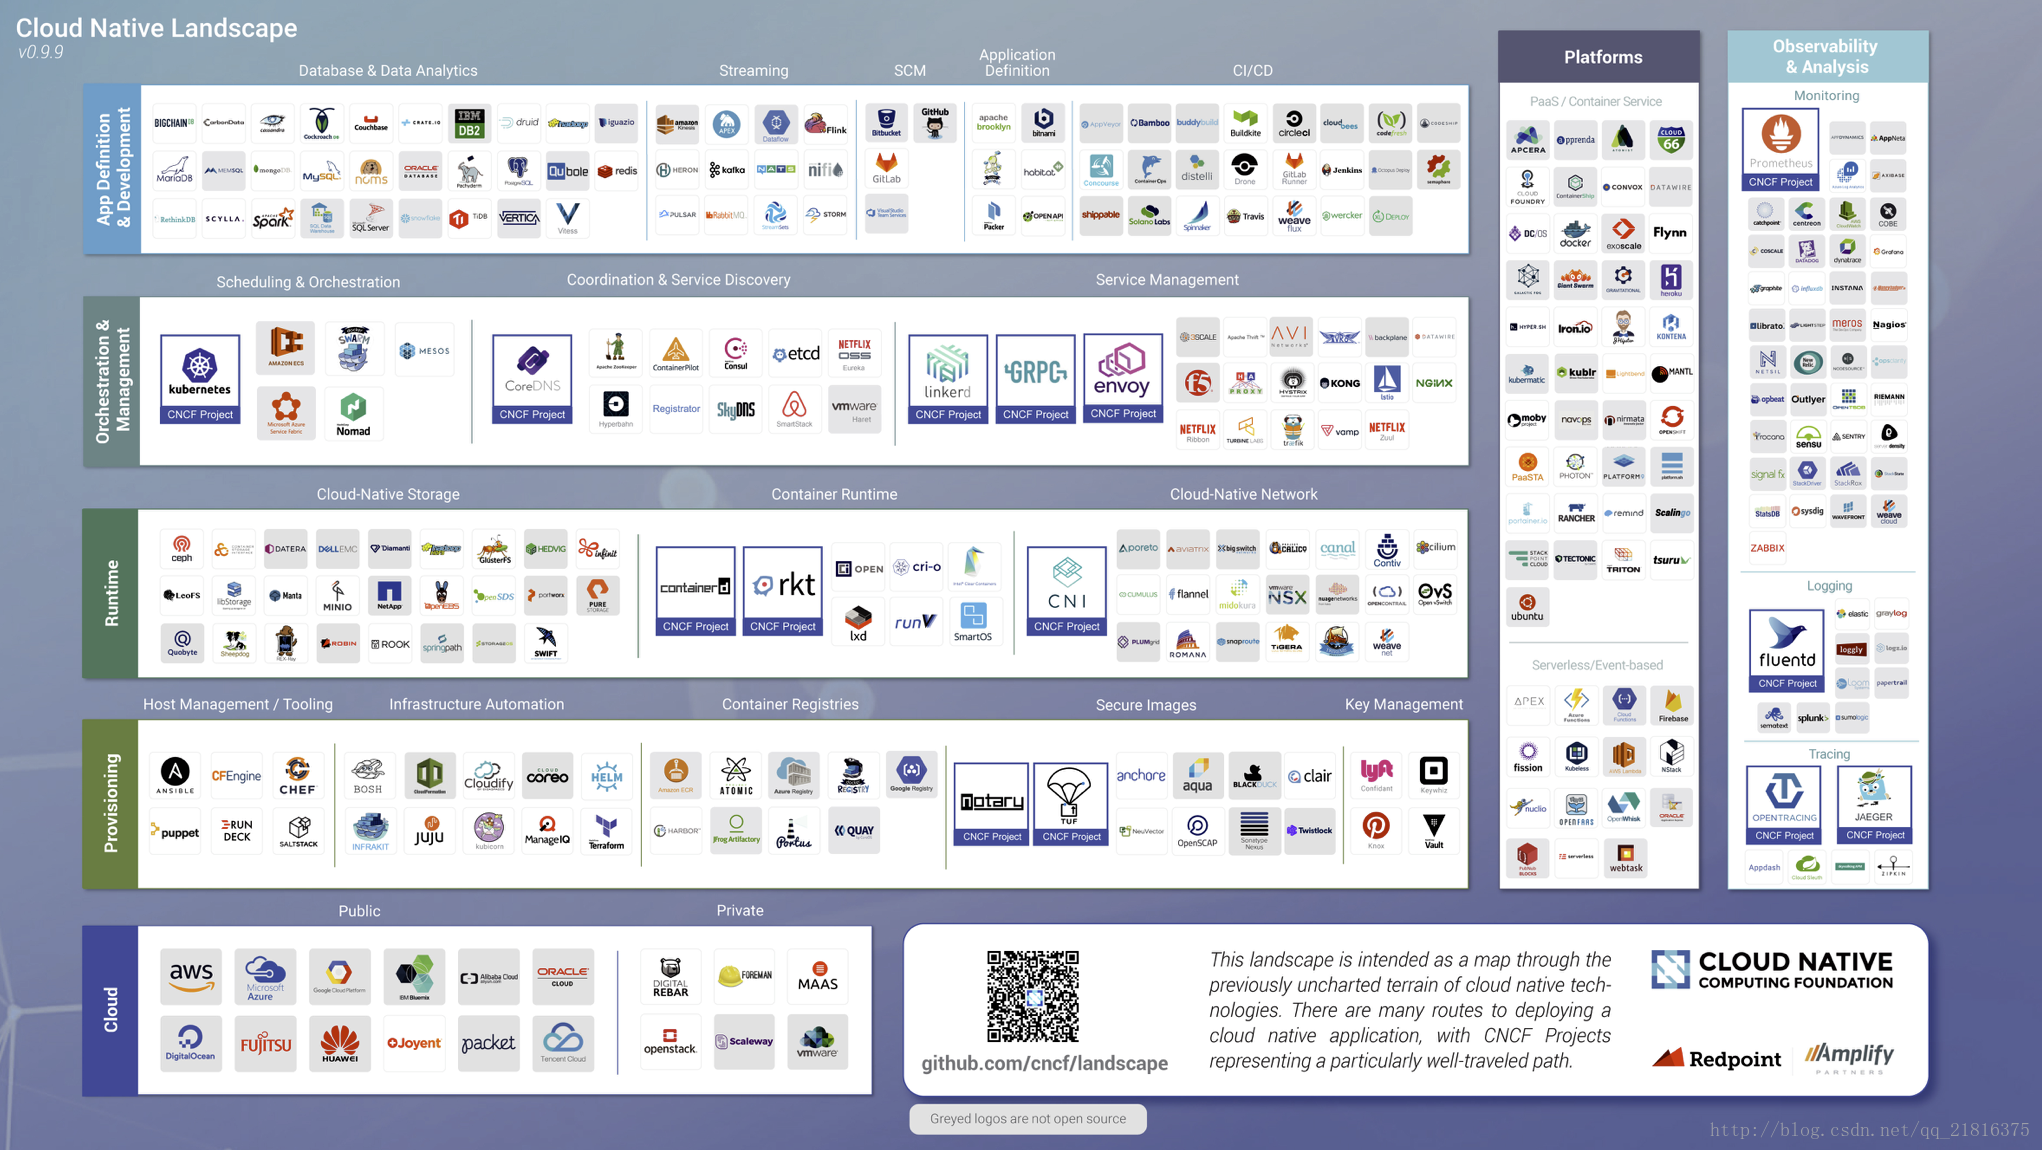 Cloud Native Landscape
v0.9.9
App Definition & Development
Database & Data Analytics
BIGCHAINDB
CarbonData
cassandra
Cockroach DB
Couchbase
CRATE.IO
IBM DB2
druid
hadoop
iguazio
MariaDB
MEMSQL
mongoDB
MySQL
noms
ORACLE DATABASE
Pachyderm
PostgreSQL
Qubole
redis
RethinkDB
SCYLLA.
APACHE Spark
SQL Data Warehouse
SQL Server
snowflake
TiDB
VERTICA
Vitess
Streaming
amazon Kinesis
APEX
Dataflow
Flink
HERON
kafka
NATS
nifi
PULSAR
RabbitMQ
StreamSets
STORM
SCM
Bitbucket
GitHub
GitLab
Visual Studio Team Services
Application Definition
apache brooklyn
bitnami
habitat
Packer
OPENAPI
CI/CD
AppVeyor
Bamboo
buddybuild
Buildkite
circleci
cloudbees
codefresh
CODESHIP
Concourse
ContainerOps
distelli
Drone
GitLab Runner
Jenkins
Octopus Deploy
semaphore
shippable
Solano Labs
Spinnaker
Travis
weave flux
wercker
DEPLOY
Orchestration & Management
Scheduling & Orchestration
kubernetes
CNCF Project
AMAZON ECS
SWARM
MESOS
Microsoft Azure Service Fabric
Nomad
Coordination & Service Discovery
CoreDNS
CNCF Project
Apache ZooKeeper
ContainerPilot
Consul
etcd
NETFLIX OSS
Eureka
Hyperbahn
Registrator
SkyDNS
SmartStack
vmware
Haret
Service Management
linkerd
CNCF Project
GRPC
CNCF Project
envoy
CNCF Project
3SCALE
Apache Thrift
AVI Networks
AVRO
backplane
DATAWIRE
f5
HAPROXY
HYSTRIX
KONG
Istio
NGINX
NETFLIX
Ribbon
TURBINE LABS
træfik
vamp
NETFLIX
Zuul
Runtime
Cloud-Native Storage
ceph
DATERA
DELLEMC
Diamanti
hadoop
GlusterFS
HEDVIG
infinit
LeoFS
libStorage
Manta
MINIO
NetApp
OpenEBS
OpenSDS
portworx
PURE STORAGE
Quobyte
Sheepdog
REX-Ray
ROBIN
ROOK
springpath
STORAGEOS
SWIFT
Container Runtime
containerd
CNCF Project
rkt
CNCF Project
OPEN
cri-o
Intel Clear Containers
lxd
runV
SmartOS
Cloud-Native Network
CNI
CNCF Project
aporeto
aviatrix
big switch
CALICO
canal
Contiv
cilium
CUMULUS
flannel
midokura
vmware NSX
nuagenetworks
OPENCONTRAIL
OvS
Open vSwitch
PLUMgrid
ROMANA
snaproute
TIGERA
weave net
Provisioning
Host Management / Tooling
ANSIBLE
CFEngine
CHEF
puppet
RUNDECK
SALTSTACK
Infrastructure Automation
BOSH
CloudFormation
Cloudify
CLOUD coreo
HELM
INFRAKIT
JUJU
kubicorn
ManageIQ
Terraform
Container Registries
Amazon ECR
ATOMIC
Azure Registry
REGISTRY
Google Registry
HARBOR
JFrog Artifactory
Portus
QUAY
Secure Images
Notary
CNCF Project
TUF
CNCF Project
anchore
aqua
BLACKDUCK
clair
NeuVector
OpenSCAP
Sonatype Nexus
Twistlock
Key Management
lyft
Confidant
Keywhiz
Knox
Vault
Cloud
Public
aws
Microsoft Azure
Google Cloud Platform
IBM Bluemix
Alibaba Cloud
aliyun.com
ORACLE CLOUD
DigitalOcean
FUJITSU
HUAWEI
Joyent
packet
Tencent Cloud
Private
DIGITAL REBAR
FOREMAN
MAAS
openstack.
Scaleway
vmware
Platforms
PaaS / Container Service
APCERA
apprenda
ATOMIST
CLOUD 66
CLOUD FOUNDRY
ContainerShip
CONVOX
DATAWIRE
DC/OS
docker
exoscale
Flynn
GALACTIC FOG
Giant Swarm
GRAVITATIONAL
heroku
HYPER.SH
Iron.io
KONTENA
kubermatic
kublr
Lightbend
MANTL
moby project
navops
nirmata
OPENSHIFT
PaaSTA
PHOTON
PLATFORM9
platform.sh
portainer.io
RANCHER
remind
Scalingo
STACK POINT CLOUD
TECTONIC
TRITON
tsuru
ubuntu
Serverless/Event-based
APEX
Azure Functions
Cloud Functions
Firebase
fission
Kubeless
AWS Lambda
NStack
nuclio
OPENFAAS
OpenWhisk
ORACLE
PubNub BLOCKS
serverless
webtask
Observability & Analysis
Monitoring
Prometheus
CNCF Project
APPDYNAMICS
AppNeta
AXIBASE
catchpoint
centreon
COBE
COSCALE
DATADOG
dynatrace
Grafana
graphite
influxdb
INSTANA
librato.
LIGHTSTEP
meros
Nagios
NETSIL
New Relic
NODESOURCE
opsclarity
opbeat
Outlyer
OPENTSDB
RIEMANN
rocana
sensu
SENTRY
server density
signal fx
StackDriver
StackRox
StackState
StatsDB
sysdig
WAVEFRONT
weave cloud
ZABBIX
Logging
fluentd
CNCF Project
elastic
graylog
loggly
logz.io
loom
papertrail
sematext
splunk>
sumologic
Tracing
OPENTRACING
CNCF Project
JAEGER
CNCF Project
Appdash
Cloud Sleuth
ZIPKIN
github.com/cncf/landscape
This landscape is intended as a map through the
previously uncharted terrain of cloud native tech-
nologies. There are many routes to deploying a
cloud native application, with CNCF Projects
representing a particularly well-traveled path.
CLOUD NATIVE
COMPUTING FOUNDATION
Redpoint
Amplify
PARTNERS
Greyed logos are not open source
http://blog.csdn.net/qq_21816375